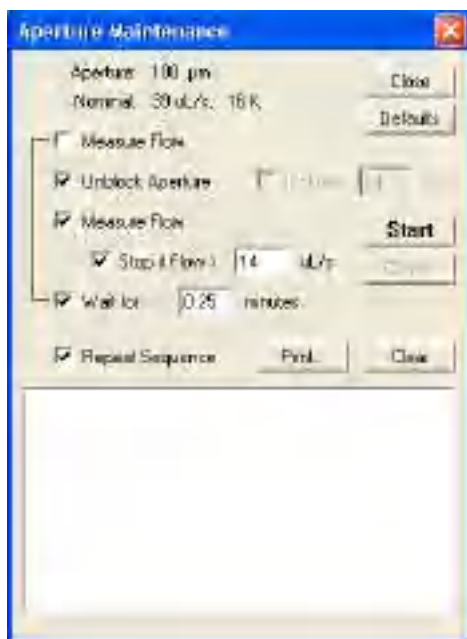 Aperture Maintenance
Aperture: 100 µm
Close
Nominal: 39 uL/s, 16 K
Defaults
Measure Flow
Unblock Aperture
Measure Flow
Start
Stop if Flow > 14 uL/s
Wait for 0.25 minutes
Repeat Sequence Print... Clear